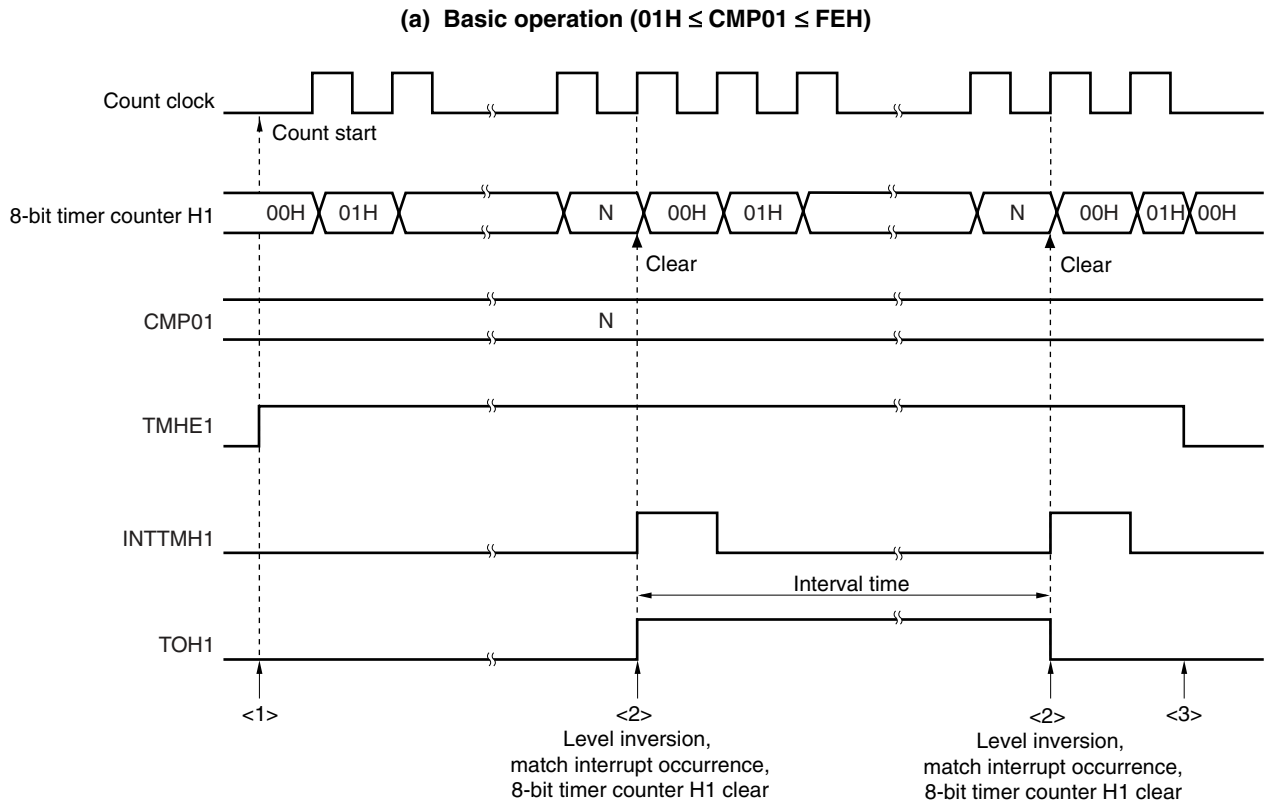 (a) Basic operation (01H ≤ CMP01 ≤ FEH)
Count clock
Count start
8-bit timer counter H1
00H 01H N 00H 01H N 00H 01H 00H
Clear Clear
CMP01 N
TMHE1
INTTMH1
Interval time
TOH1
<1> <2> <2> <3>
Level inversion, Level inversion,
match interrupt occurrence, match interrupt occurrence,
8-bit timer counter H1 clear 8-bit timer counter H1 clear